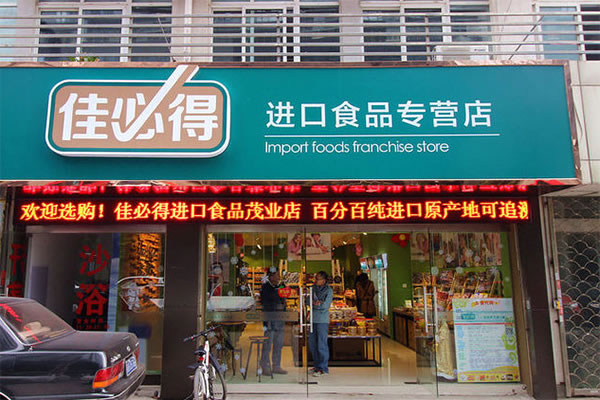 佳必得
进口食品专营店
Import foods franchise store
欢迎选购！佳必得进口食品茂业店 百分百纯进口原产地可追溯
沙
浴